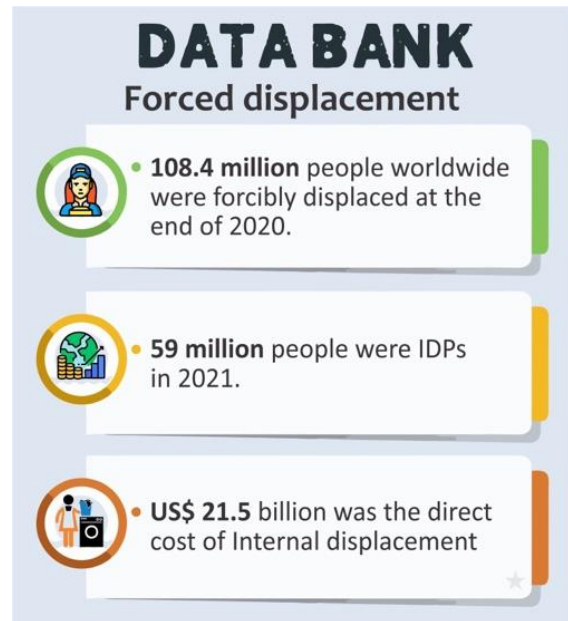 DATA BANK
Forced displacement
• 108.4 million people worldwide
were forcibly displaced at the
end of 2020.
• 59 million people were IDPs
in 2021.
• US$ 21.5 billion was the direct
cost of Internal displacement